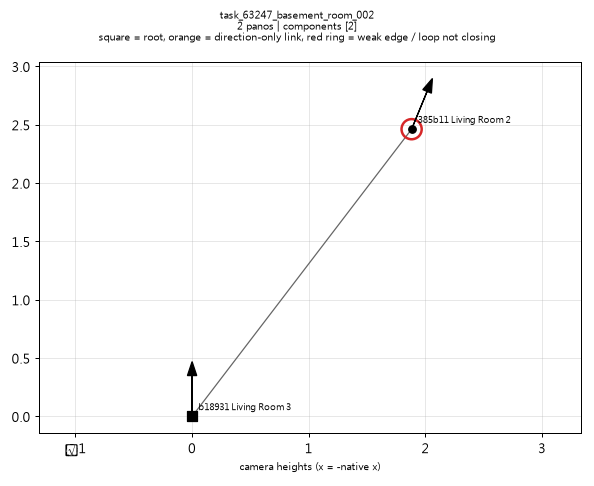 task_63247_basement_room_002
2 panos | components [2]
square = root, orange = direction-only link, red ring = weak edge / loop not closing
3.0
385b11 Living Room 2
2.5
2.0
1.5
1.0
0.5
b18931 Living Room 3
0.0
1 0 1 2 3
camera heights (x = -native x)